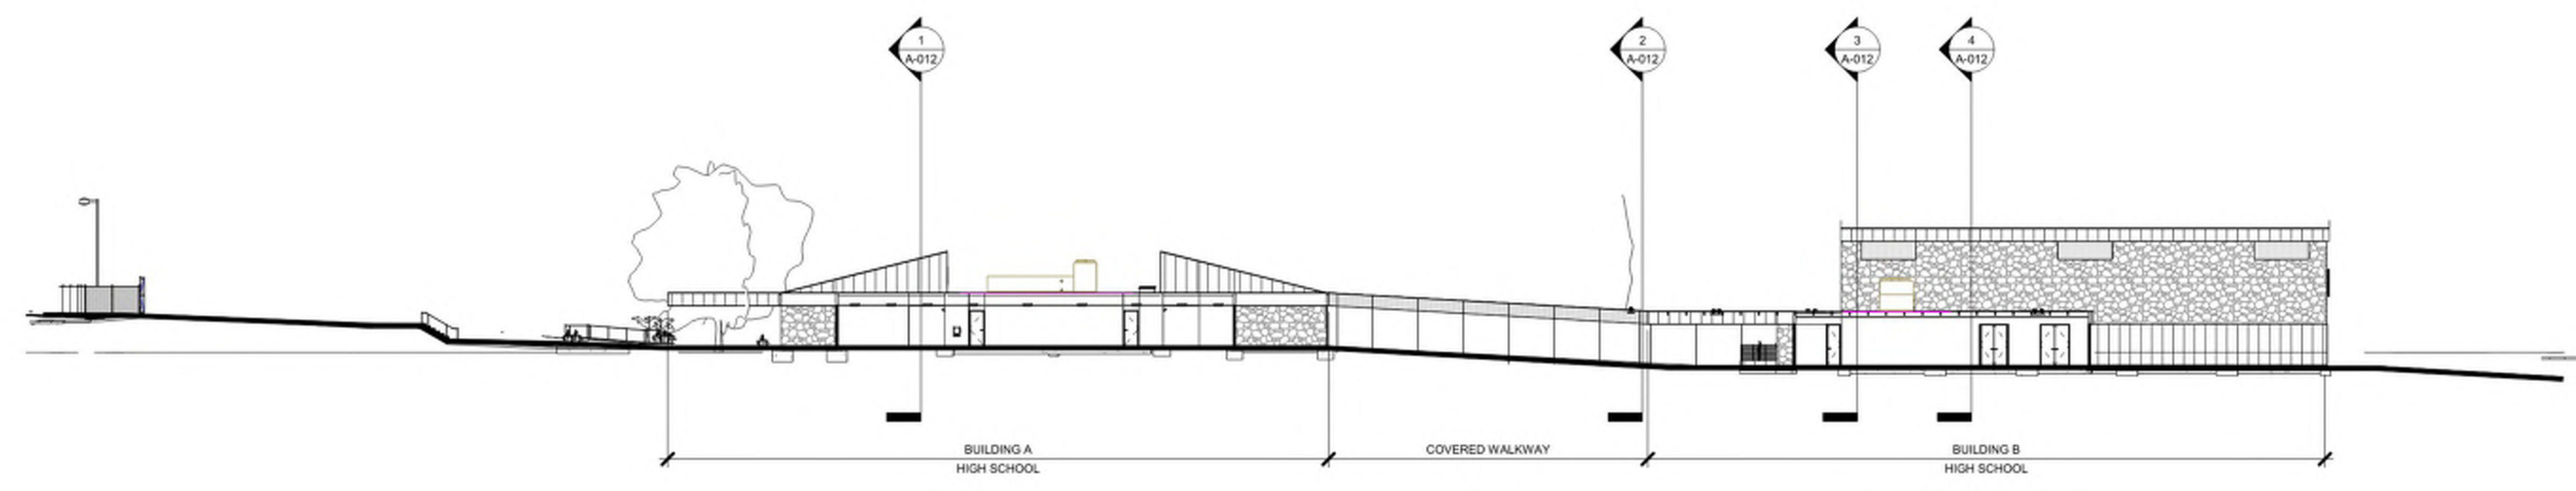 1
A-012
2
A-012
3
A-012
4
A-012
BUILDING A
HIGH SCHOOL
COVERED WALKWAY
BUILDING B
HIGH SCHOOL